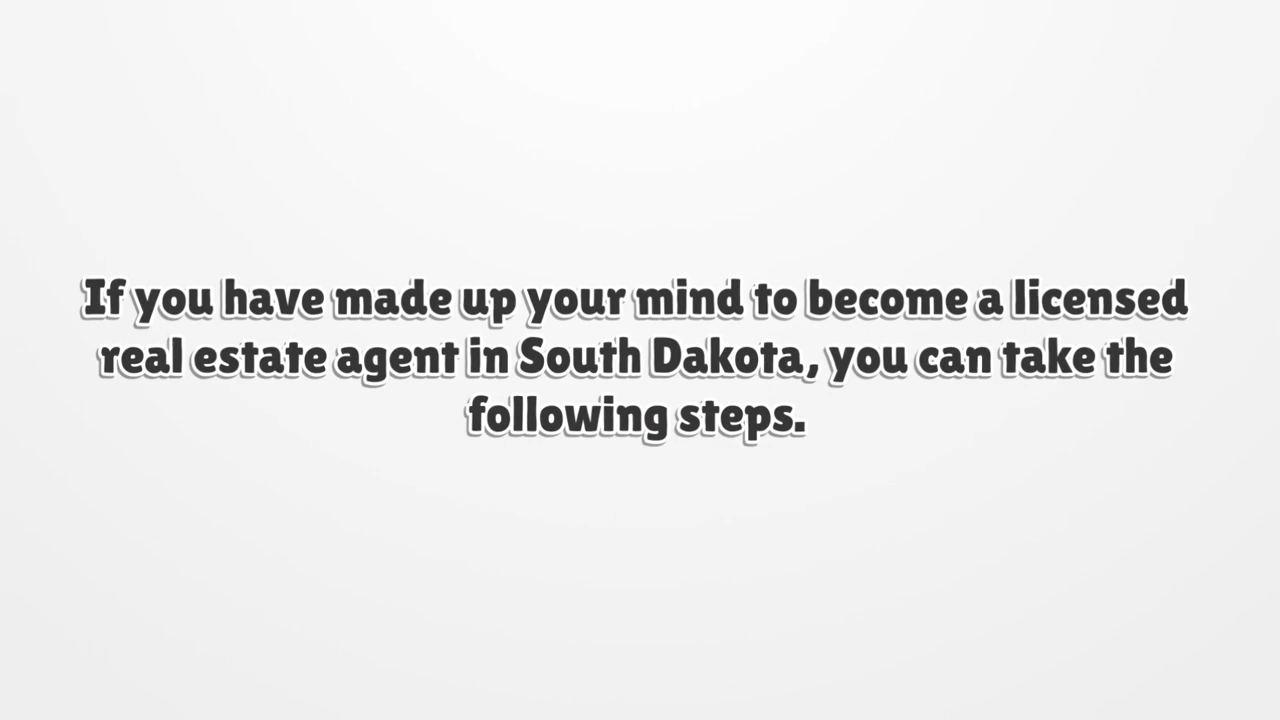 If you have made up your mind to become a licensed
real estate agent in South Dakota, you can take the
following steps.